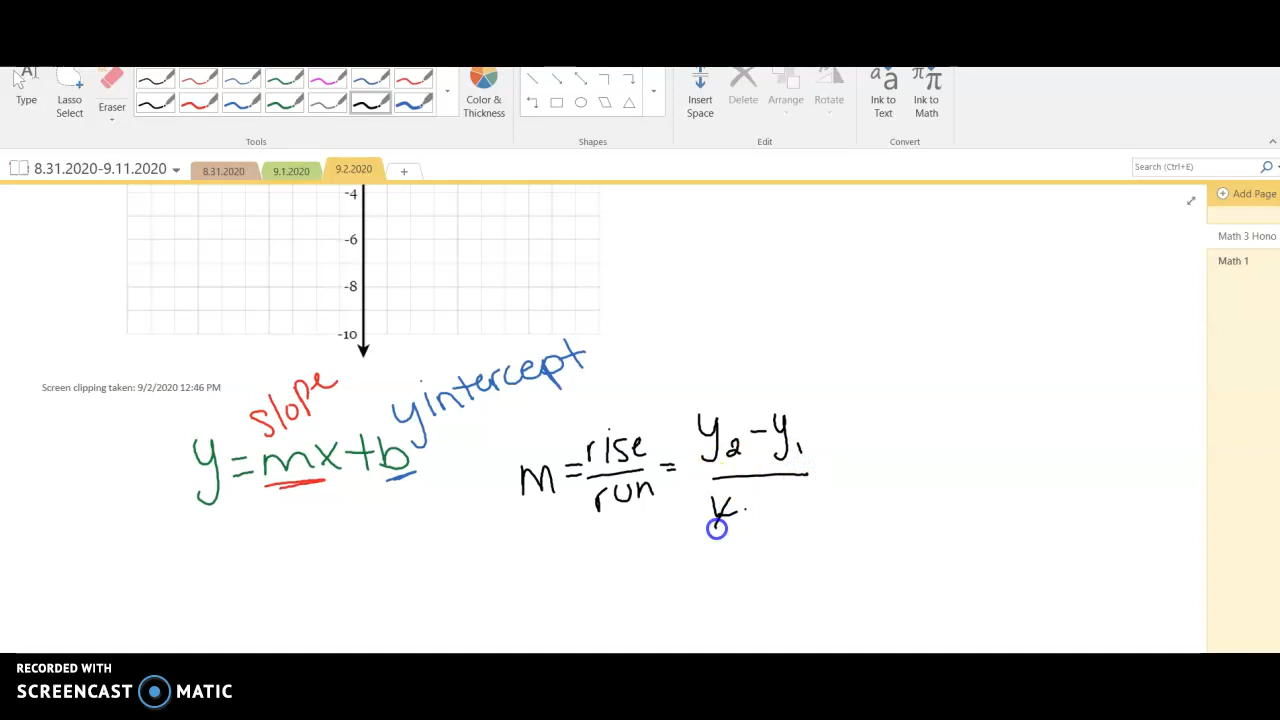 Type
Lasso Select
Eraser
Color & Thickness
Insert Space
Delete
Arrange
Rotate
Ink to Text
Ink to Math
Tools
Shapes
Edit
Convert
8.31.2020-9.11.2020
8.31.2020
9.1.2020
9.2.2020
Search (Ctrl+E)
Add Page
Math 3 Hono
Math 1
-4
-6
-8
-10
Screen clipping taken: 9/2/2020 12:46 PM
slope
y intercept
y = mx + b
m = rise/run = y₂ - y₁
RECORDED WITH
SCREENCAST MATIC